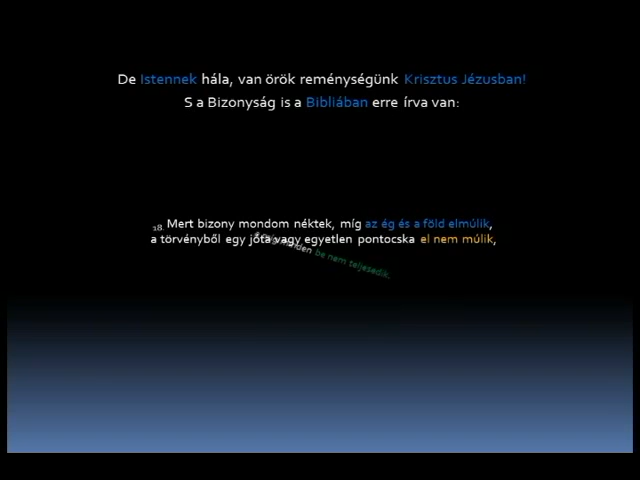 De Istennek hála, van örök reménységünk Krisztus Jézusban!
S a Bizonyság is a Bibliában erre írva van:
18. Mert bizony mondom néktek, míg az ég és a föld elmúlik,
a törvényből egy jóta vagy egyetlen pontocska el nem múlik,
minden be nem teljesedik.